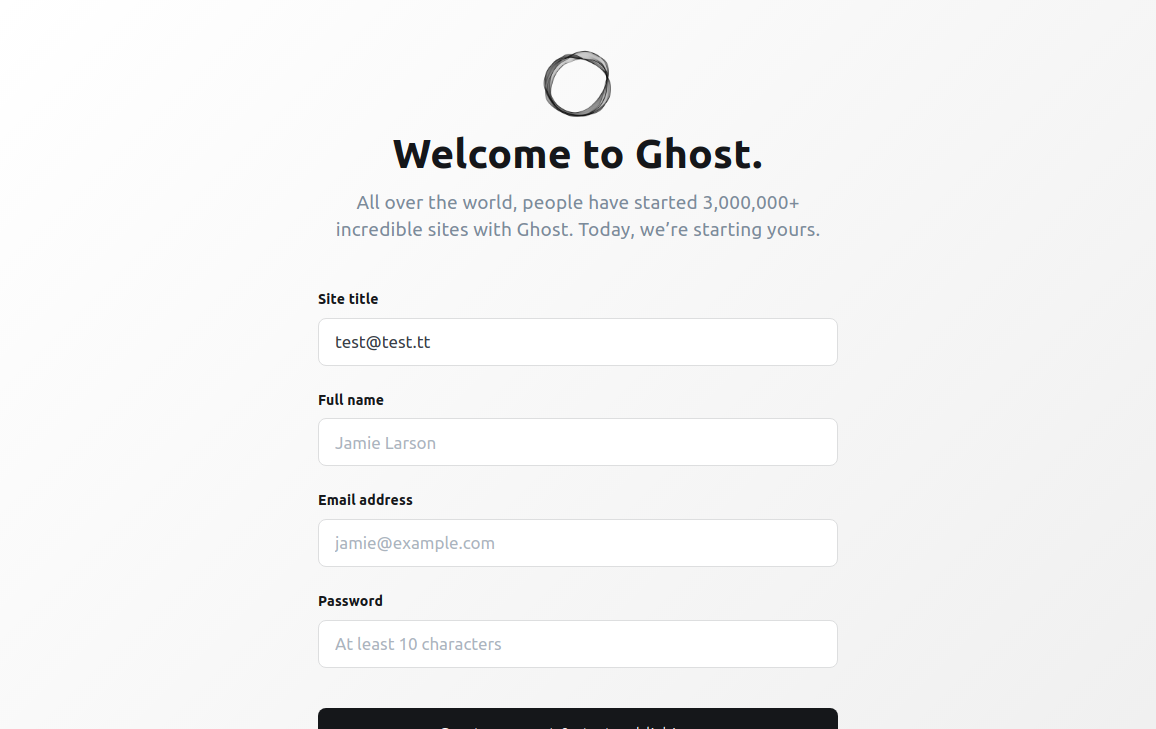 Welcome to Ghost.
All over the world, people have started 3,000,000+
incredible sites with Ghost. Today, we’re starting yours.
Site title
test@test.tt
Full name
Jamie Larson
Email address
jamie@example.com
Password
At least 10 characters